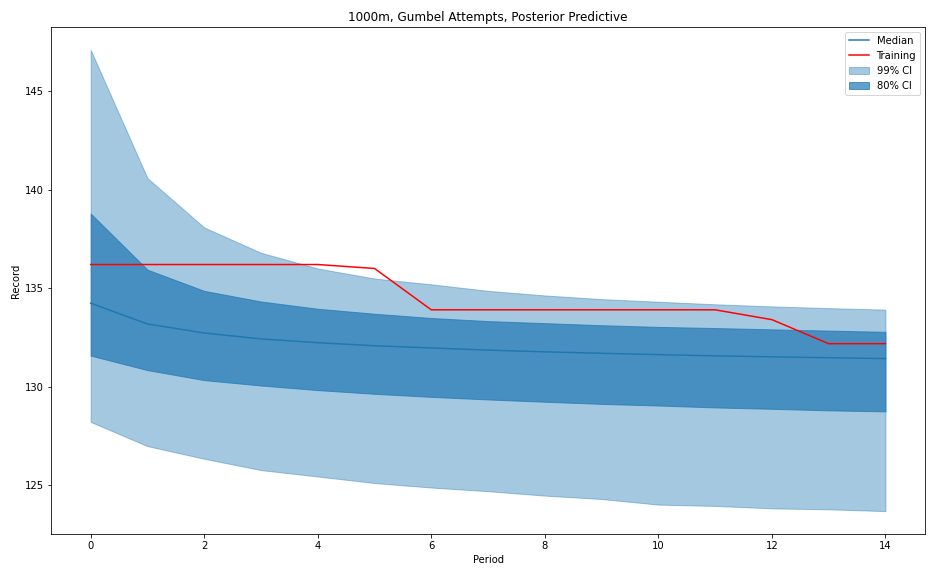 1000m, Gumbel Attempts, Posterior Predictive
Median
Training
99% CI
80% CI
145
140
135
130
125
Record
0 2 4 6 8 10 12 14
Period